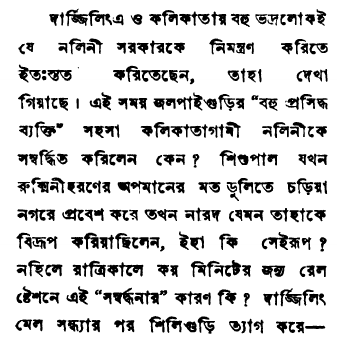 দার্জ্জিলিংএ ও কলিকাতায় বহু ভদ্রলোকই
যে নলিনী সরকারকে নিমন্ত্রণ করিতে
ইতঃস্তত করিতেছেন, তাহা দেখা
গিয়াছে। এই সময় জলপাইগুড়ির “বহু প্রসিদ্ধ
ব্যক্তি” সহসা কলিকাতাগামী নলিনীকে
সম্বর্দ্ধিত করিলেন কেন? শিশুপাল যখন
রুক্মিনীহরণের অপমানের মত ডুলিতে চড়িয়া
নগরে প্রবেশ করে তখন নারদ যেমন তাহাকে
বিদ্রূপ করিয়াছিলেন, ইহা কি সেইরূপ?
নহিলে রাত্রিকালে কয় মিনিটের জন্য রেল
ষ্টেশনে এই “সম্বর্দ্ধনার” কারণ কি? দার্জ্জিলিং
মেল সন্ধ্যার পর শিলিগুড়ি ত্যাগ করে—